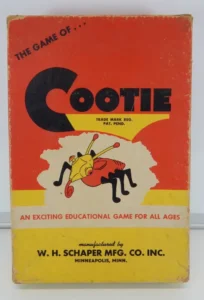 THE GAME OF...
COOTIE
TRADE MARK REG.
PAT. PEND.
AN EXCITING EDUCATIONAL GAME FOR ALL AGES
manufactured by
W. H. SCHAPER MFG. CO. INC.
MINNEAPOLIS, MINN.